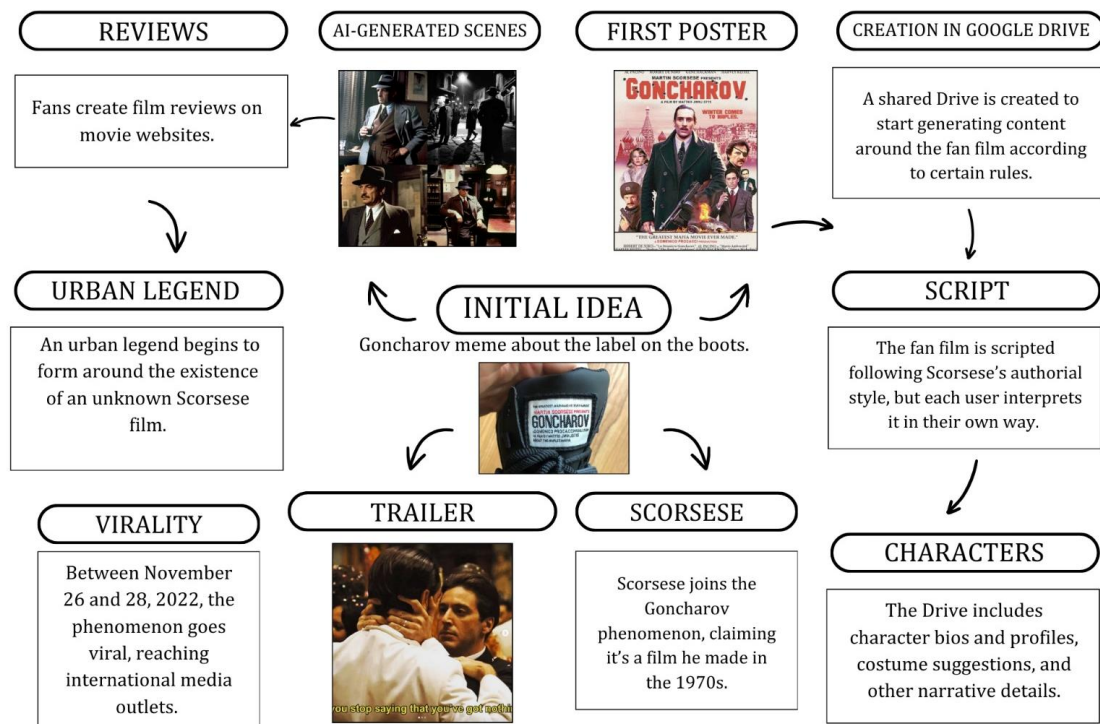 REVIEWS
AI-GENERATED SCENES
FIRST POSTER
CREATION IN GOOGLE DRIVE
Fans create film reviews on
movie websites.
MARTIN SCORSESE PRESENTS
GONCHAROV
WINTER COMES
TO NAPLES.
"THE GREATEST MAFIA MOVIE EVER MADE."
A shared Drive is created to
start generating content
around the fan film according
to certain rules.
URBAN LEGEND
An urban legend begins to
form around the existence
of an unknown Scorsese
film.
INITIAL IDEA
Goncharov meme about the label on the boots.
MARTIN SCORSESE PRESENTS
GONCHAROV
SCRIPT
The fan film is scripted
following Scorsese's authorial
style, but each user interprets
it in their own way.
VIRALITY
Between November
26 and 28, 2022, the
phenomenon goes
viral, reaching
international media
outlets.
TRAILER
you stop saying that you've got nothi
SCORSESE
Scorsese joins the
Goncharov
phenomenon, claiming
it's a film he made in
the 1970s.
CHARACTERS
The Drive includes
character bios and profiles,
costume suggestions, and
other narrative details.